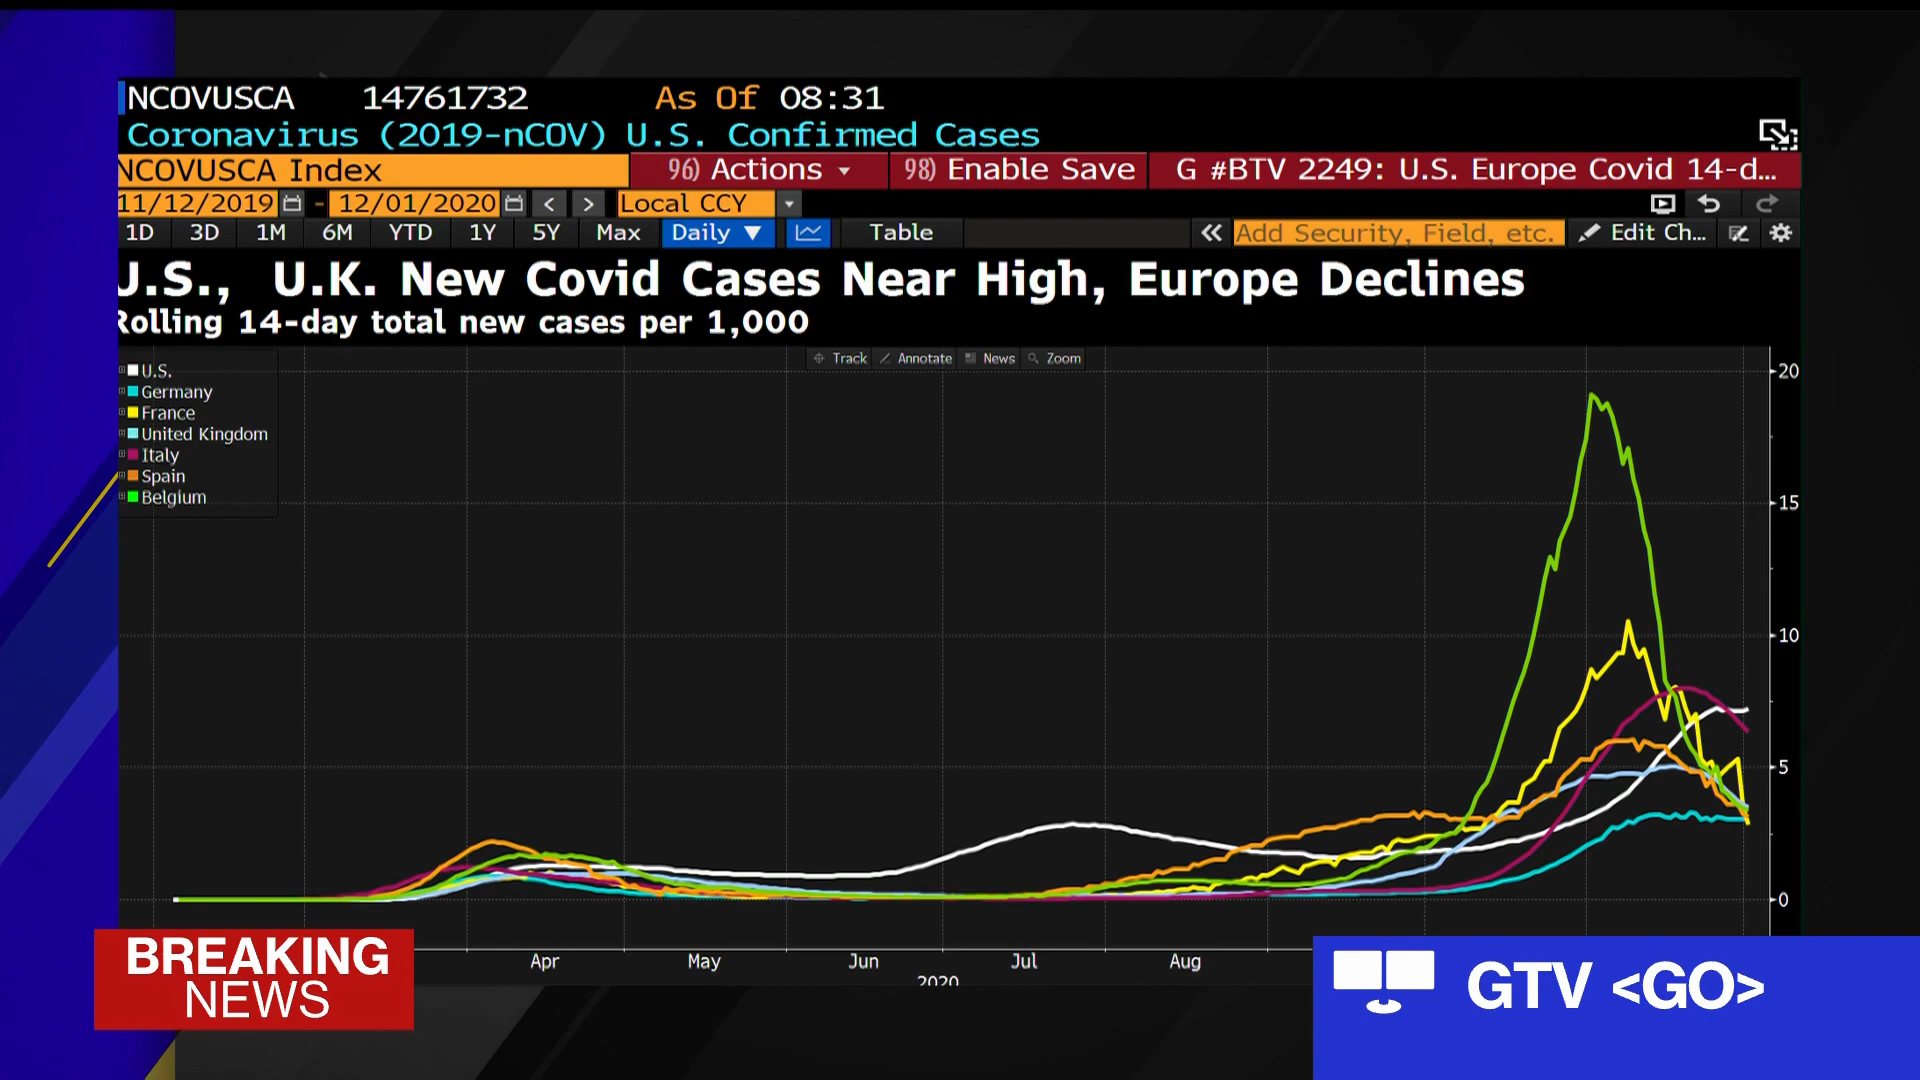 NCOVUSCA 14761732 As Of 08:31
Coronavirus (2019-nCOV) U.S. Confirmed Cases
NCOVUSCA Index 96) Actions 98) Enable Save G #BTV 2249: U.S. Europe Covid 14-d...
11/12/2019 - 12/01/2020 < > Local CCY
1D 3D 1M 6M YTD 1Y 5Y Max Daily ▼ Table « Add Security, Field, etc. Edit Ch...
U.S., U.K. New Covid Cases Near High, Europe Declines
Rolling 14-day total new cases per 1,000
Track Annotate News Zoom
U.S.
Germany
France
United Kingdom
Italy
Spain
Belgium
20
15
10
5
0
Apr May Jun Jul Aug
2020
BREAKING
NEWS
GTV <GO>